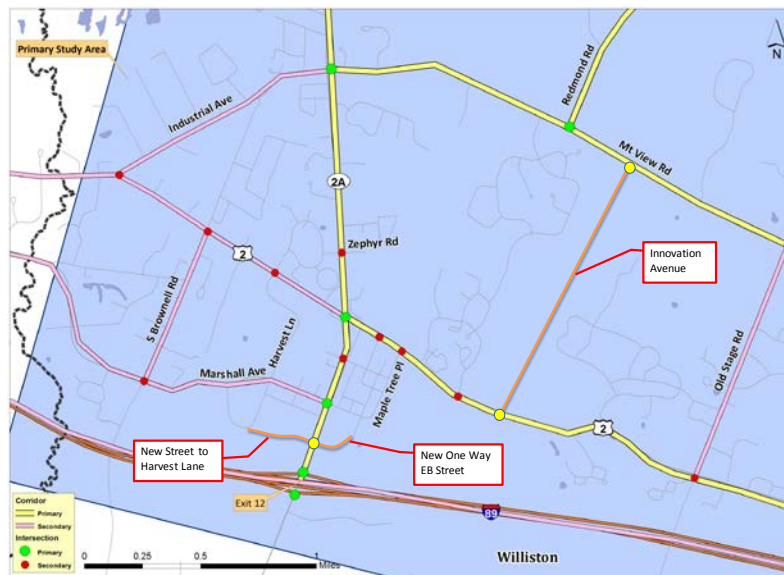 Primary Study Area
N
Redmond Rd
Industrial Ave
Mt View Rd
2A
Zephyr Rd
Innovation
Avenue
2
S Brownell Rd
Harvest Ln
Old Stage Rd
Marshall Ave
Maple Tree Pl
2
New Street to
Harvest Lane
New One Way
EB Street
Exit 12
89
Corridor
Primary
Secondary
Intersection
Primary
Secondary
0 0.25 0.5 1
Miles
Williston